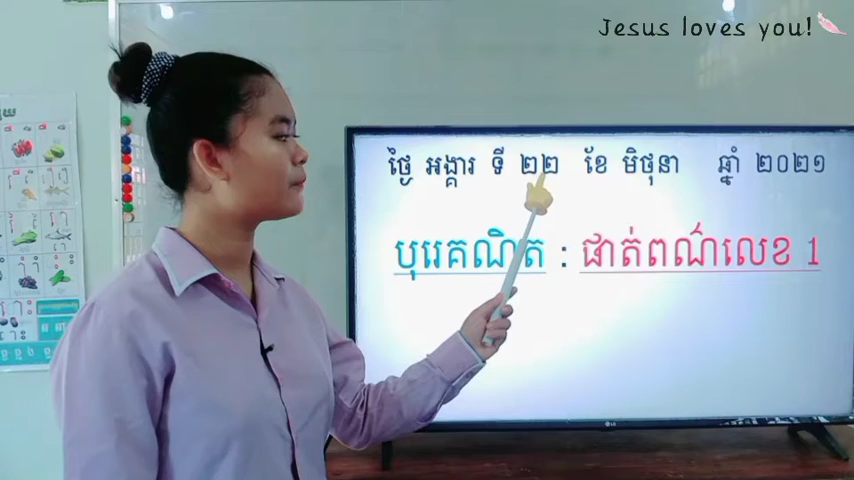 Jesus loves you!
ថ្ងៃ អង្គារ ទី ២២ ខែ មិថុនា ឆ្នាំ ២០២១
បុរេគណិត : ផាត់ពណ៌លេខ 1
LG